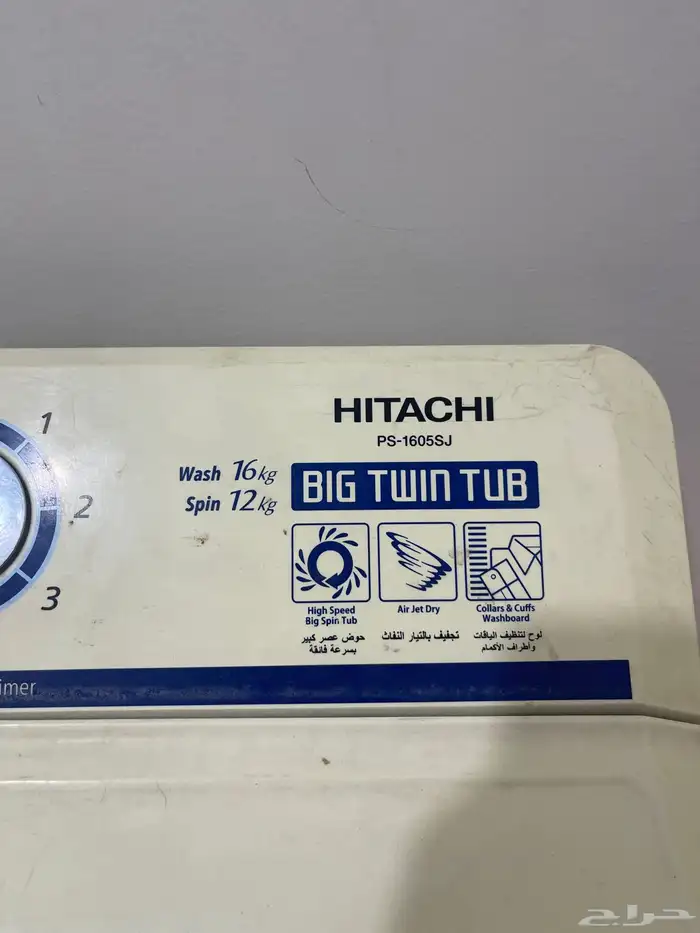 HITACHI
PS-1605SJ
Wash 16kg
Spin 12kg
BIG TWIN TUB
1
2
3
High Speed
Big Spin Tub
حوض عصر كبير
بسرعة فائقة
Air Jet Dry
تجفيف بالتيار النفاث
Collars & Cuffs
Washboard
لوح لتنظيف الياقات
وأطراف الأكمام
imer
حراج